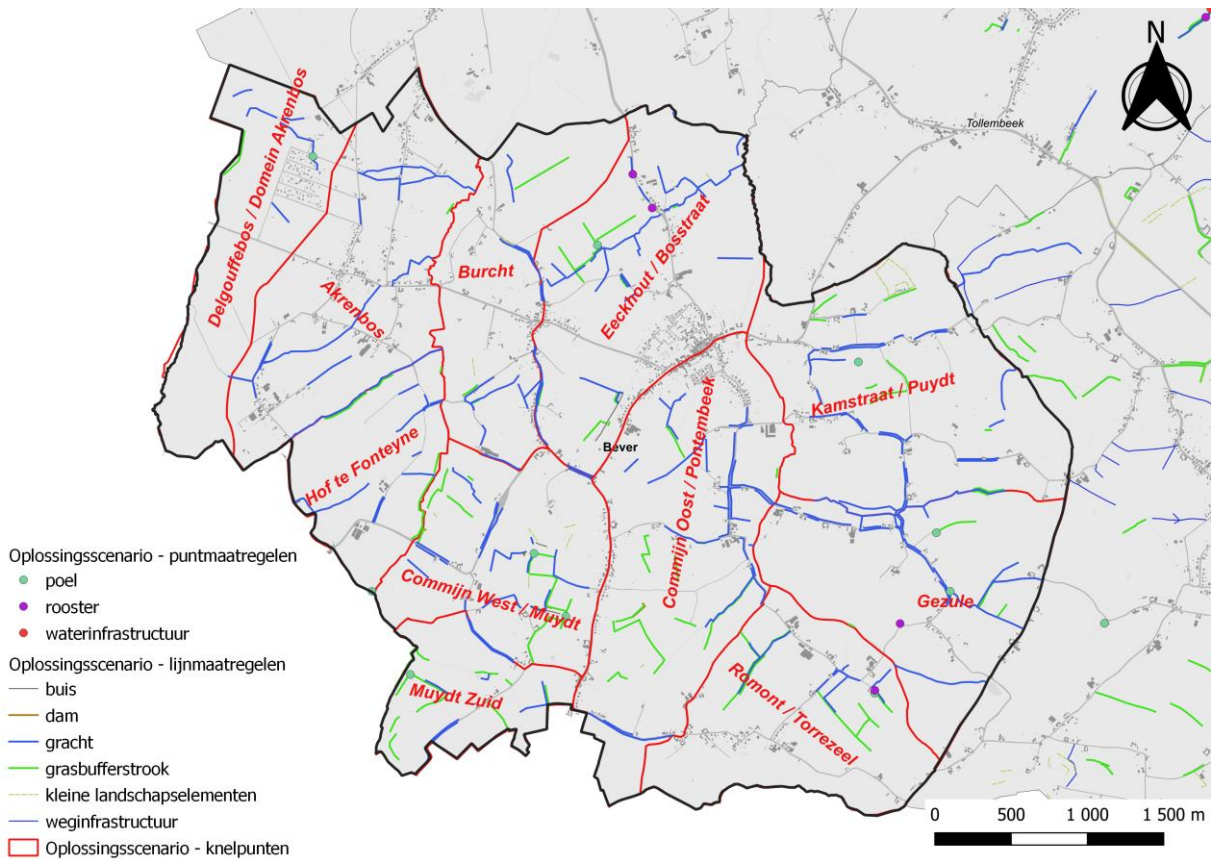 N
Tollembeek
Delgouffebos / Domein Akrenbos
Burcht
Eeckhout / Bosstraat
Akrenbos
Kamstraat / Puydt
Hof te Fonteyne
Bever
Commijn Oost / Pontembeek
Commijn West / Muydt
Gezule
Muydt Zuid
Romont / Torrezeel
Oplossingsscenario - puntmaatregelen
poel
rooster
waterinfrastructuur
Oplossingsscenario - lijnmaatregelen
buis
dam
gracht
grasbufferstrook
kleine landschapselementen
weginfrastructuur
Oplossingsscenario - knelpunten
0 500 1 000 1 500 m